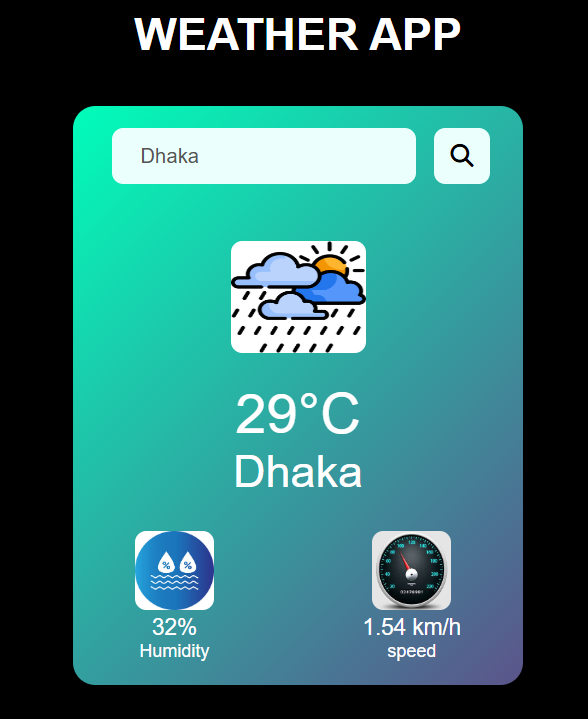 WEATHER APP
Dhaka
29°C
Dhaka
% %
32%
Humidity
1.54 km/h
speed